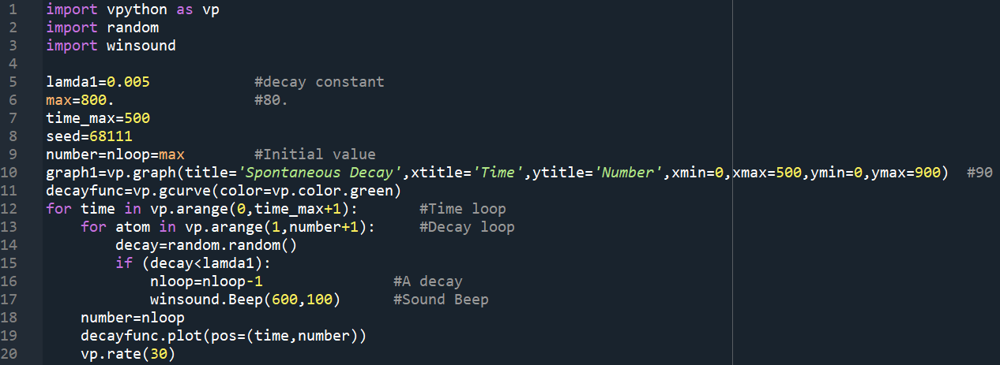 1 import vpython as vp
2 import random
3 import winsound
4
5 lamda1=0.005 #decay constant
6 max=800. #80.
7 time_max=500
8 seed=68111
9 number=nloop=max #Initial value
10 graph1=vp.graph(title='Spontaneous Decay',xtitle='Time',ytitle='Number',xmin=0,xmax=500,ymin=0,ymax=900) #90
11 decayfunc=vp.gcurve(color=vp.color.green)
12 for time in vp.arange(0,time_max+1): #Time loop
13     for atom in vp.arange(1,number+1): #Decay loop
14         decay=random.random()
15         if (decay<lamda1):
16             nloop=nloop-1 #A decay
17             winsound.Beep(600,100) #Sound Beep
18     number=nloop
19     decayfunc.plot(pos=(time,number))
20     vp.rate(30)